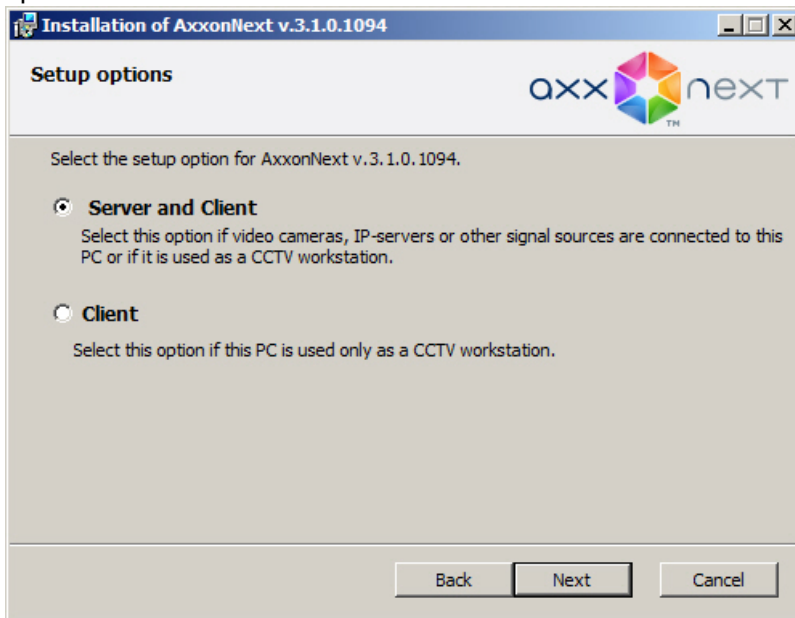 Installation of AxxonNext v.3.1.0.1094
Setup options
axx next
TM
Select the setup option for AxxonNext v.3.1.0.1094.
Server and Client
Select this option if video cameras, IP-servers or other signal sources are connected to this
PC or if it is used as a CCTV workstation.
Client
Select this option if this PC is used only as a CCTV workstation.
Back Next Cancel